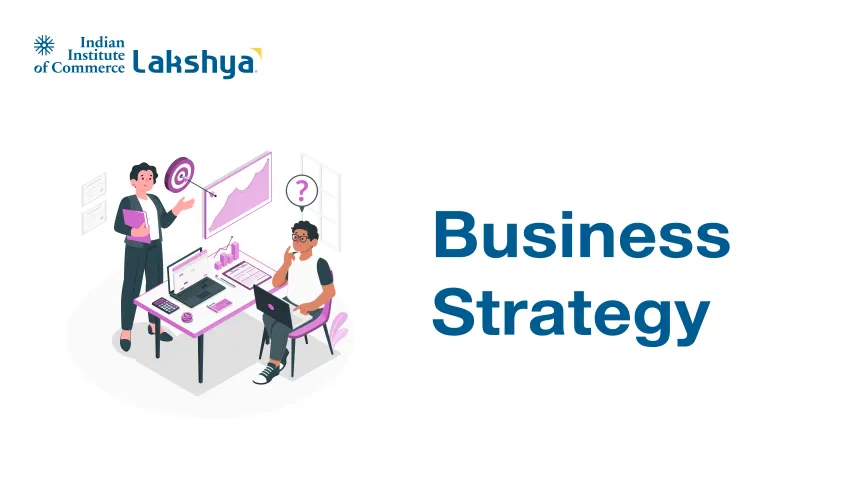 Indian
Institute
of Commerce
Lakshya
?
Business
Strategy